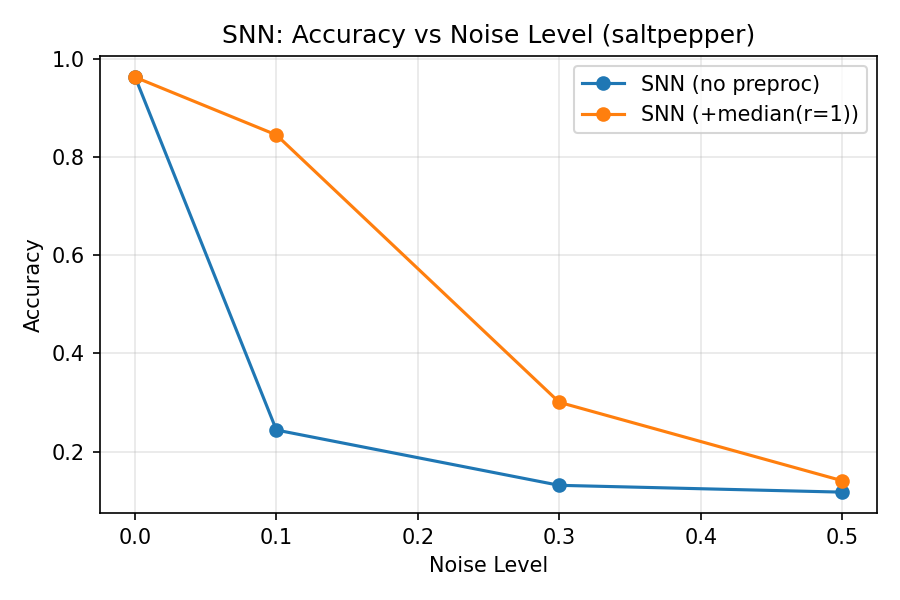 SNN: Accuracy vs Noise Level (saltpepper)
SNN (no preproc)
SNN (+median(r=1))
Accuracy
1.0
0.8
0.6
0.4
0.2
0.0 0.1 0.2 0.3 0.4 0.5
Noise Level